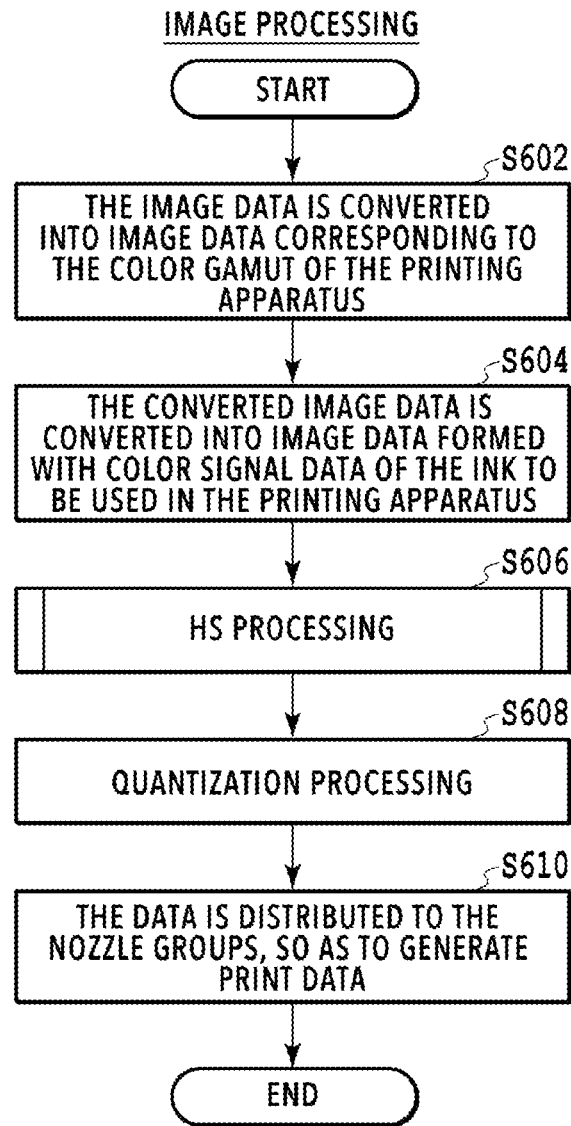 IMAGE PROCESSING
START
S602
THE IMAGE DATA IS CONVERTED
INTO IMAGE DATA CORRESPONDING TO
THE COLOR GAMUT OF THE PRINTING
APPARATUS
S604
THE CONVERTED IMAGE DATA IS
CONVERTED INTO IMAGE DATA FORMED
WITH COLOR SIGNAL DATA OF THE INK TO
BE USED IN THE PRINTING APPARATUS
S606
HS PROCESSING
S608
QUANTIZATION PROCESSING
S610
THE DATA IS DISTRIBUTED TO THE
NOZZLE GROUPS, SO AS TO GENERATE
PRINT DATA
END